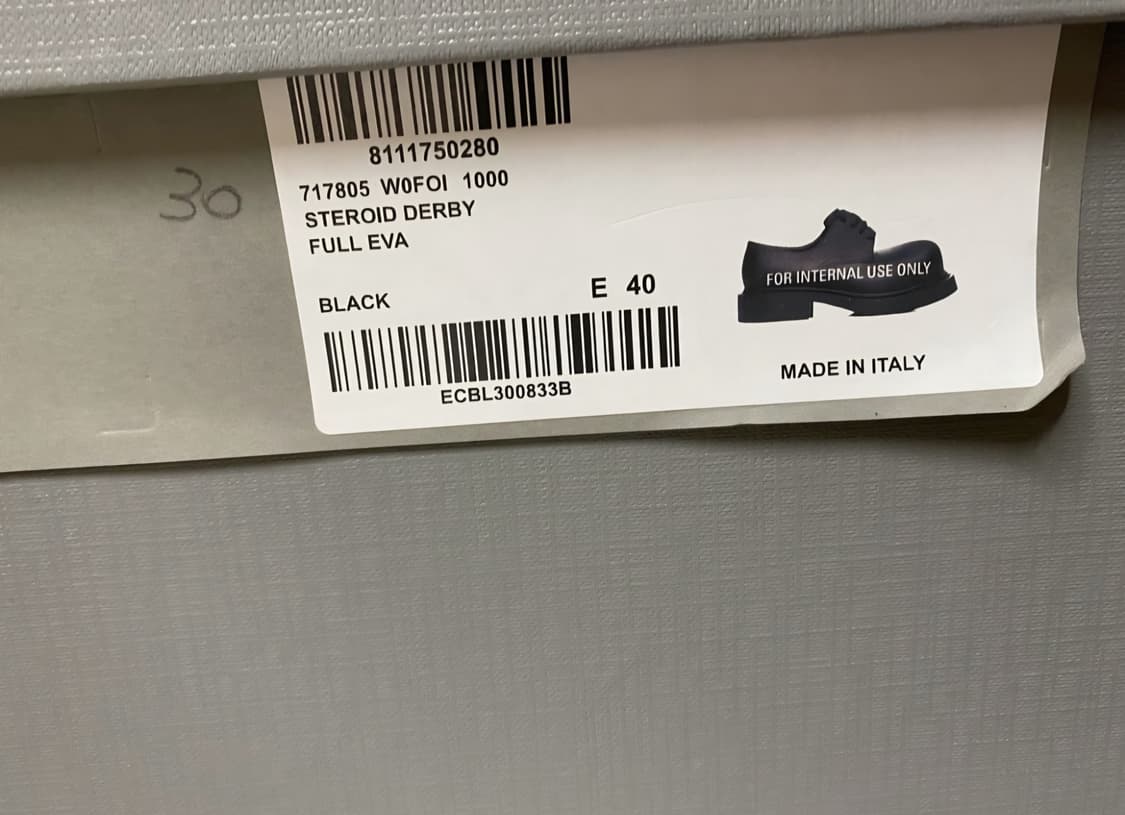 8111750280
30
717805 W0FOI 1000
STEROID DERBY
FULL EVA
BLACK
E 40
ECBL300833B
FOR INTERNAL USE ONLY
MADE IN ITALY